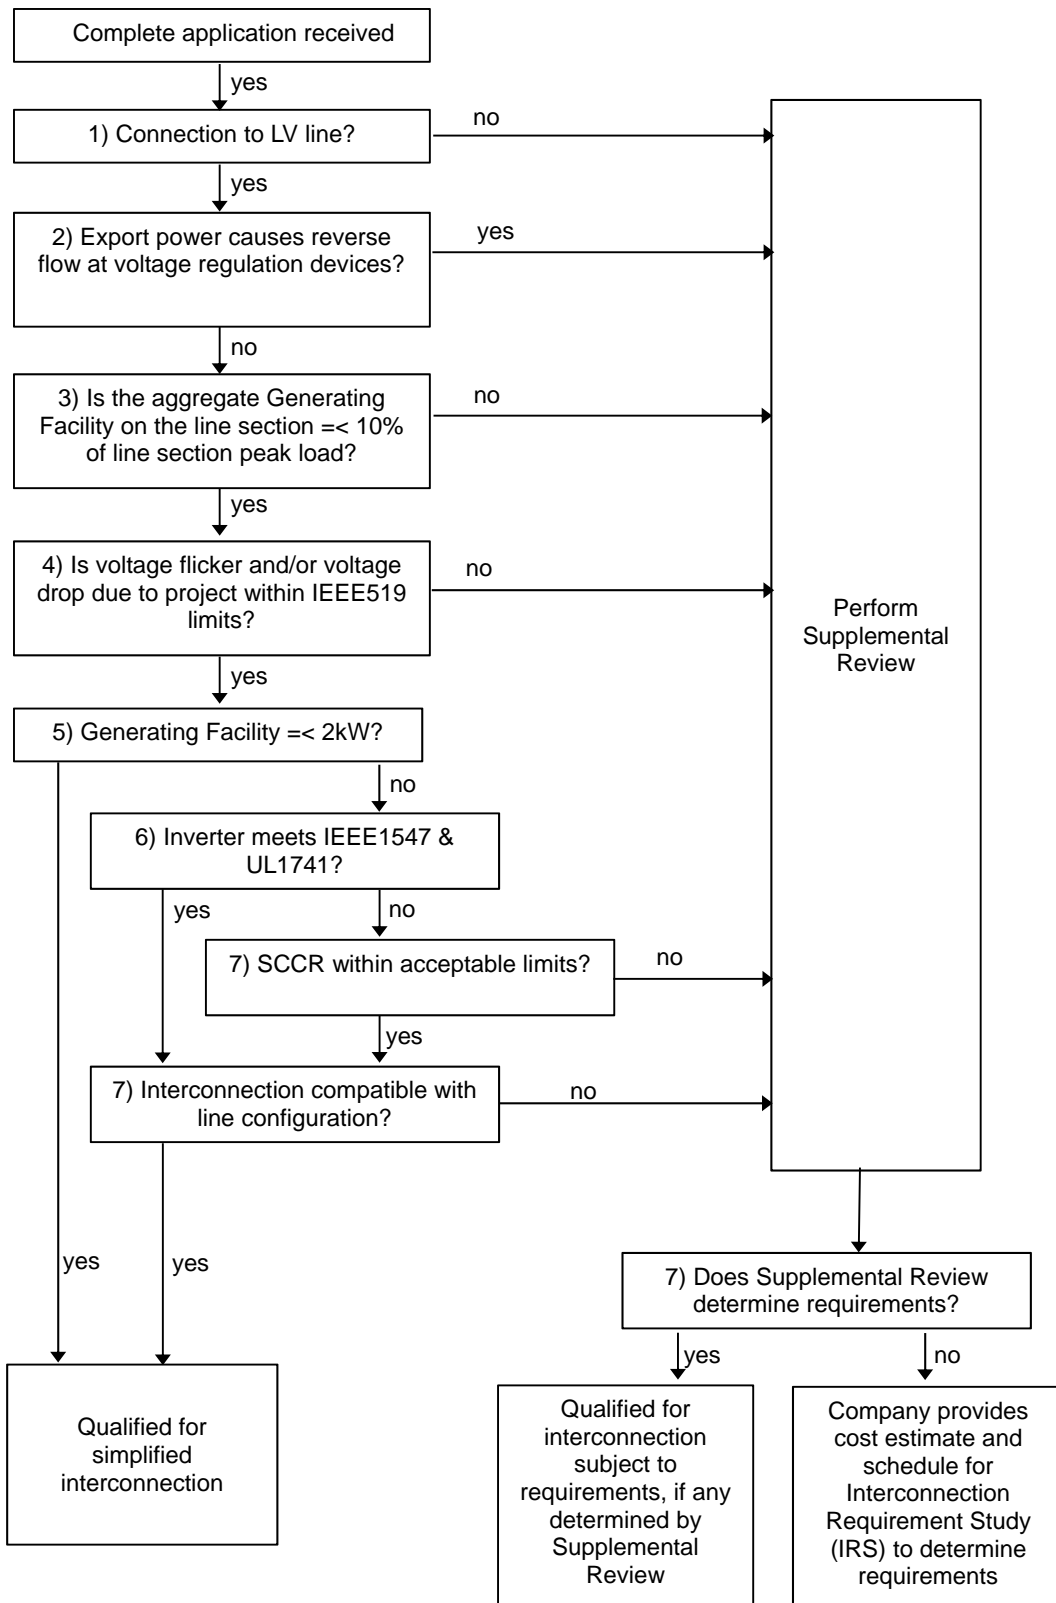 Complete application received
yes
1) Connection to LV line?
no
yes
2) Export power causes reverse
flow at voltage regulation devices?
yes
no
3) Is the aggregate Generating
Facility on the line section =< 10%
of line section peak load?
no
yes
4) Is voltage flicker and/or voltage
drop due to project within IEEE519
limits?
no
Perform
Supplemental
Review
yes
5) Generating Facility =< 2kW?
no
6) Inverter meets IEEE1547 &
UL1741?
yes
no
7) SCCR within acceptable limits?
no
yes
7) Interconnection compatible with
line configuration?
no
yes
yes
7) Does Supplemental Review
determine requirements?
yes
no
Qualified for
simplified
interconnection
Qualified for
interconnection
subject to
requirements, if any
determined by
Supplemental
Review
Company provides
cost estimate and
schedule for
Interconnection
Requirement Study
(IRS) to determine
requirements